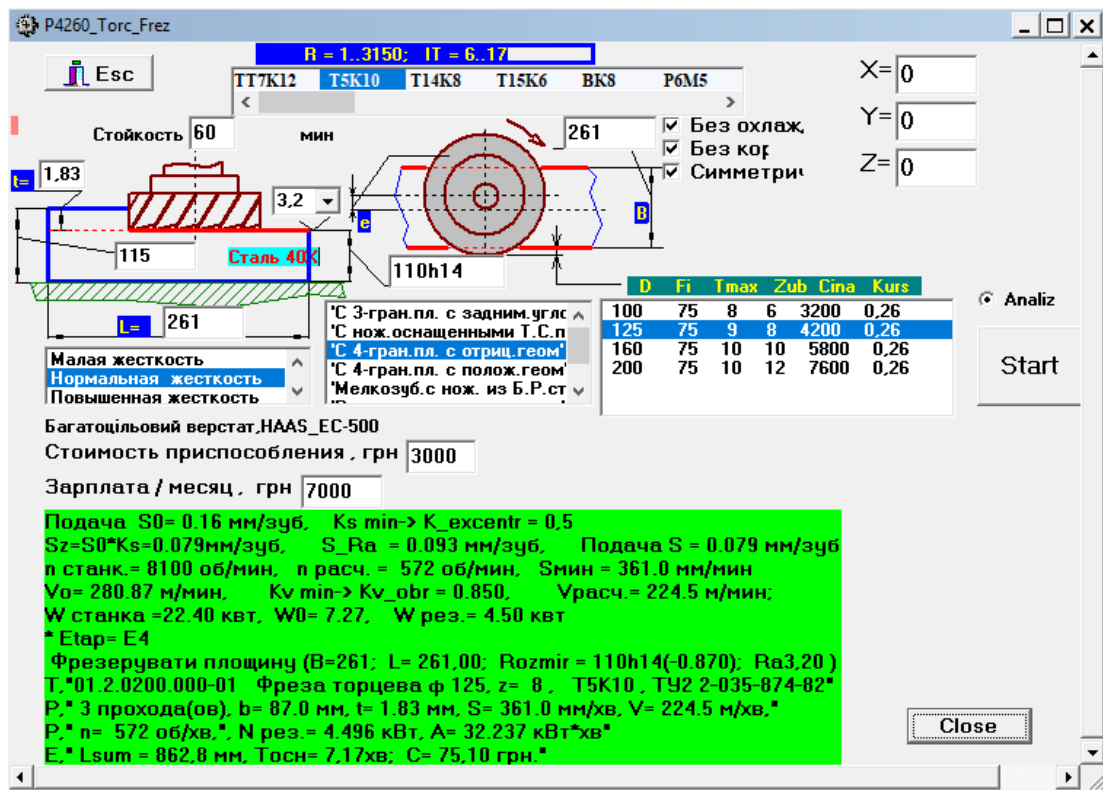 P4260_Torc_Frez
R = 1..3150; IT = 6..17
Esc
TT7K12 T5K10 T14K8 T15K6 BK8 P6M5
X= 0
Y= 0
Z= 0
Стойкость 60 мин
261
Без охлаж,
Без кор
Симметрич
t= 1,83
3,2
e
B
115
Сталь 40Х
110h14
L= 261
D Fi Tmax Zub Cina Kurs
100 75 8 6 3200 0,26
125 75 9 8 4200 0,26
160 75 10 10 5800 0,26
200 75 10 12 7600 0,26
Analiz
Start
'С 3-гран.пл. с задним.угло
'С нож.оснащенными Т.С.п
'С 4-гран.пл. с отриц.геом'
'С 4-гран.пл. с полож.геом'
'Мелкозуб.с нож. из Б.Р.ст
Малая жесткость
Нормальная жесткость
Повышенная жесткость
Багатоцільовий верстат,HAAS_EC-500
Стоимость приспособления , грн 3000
Зарплата / месяц , грн 7000
Подача S0= 0.16 мм/зуб, Ks min-> K_excentr = 0,5
Sz=S0*Ks=0.079мм/зуб, S_Ra = 0.093 мм/зуб, Подача S = 0.079 мм/зуб
n станк.= 8100 об/мин, n расч. = 572 об/мин, Sмин = 361.0 мм/мин
Vo= 280.87 м/мин, Kv min-> Kv_obr = 0.850, Vрасч.= 224.5 м/мин;
W станка =22.40 квт, W0= 7.27, W рез.= 4.50 квт
* Etap= E4
Фрезерувати площину (B=261; L= 261,00; Rozmir = 110h14(-0.870); Ra3,20 )
T,"01.2.0200.000-01 Фреза торцева ф 125, z= 8 , T5K10 , ТУ2 2-035-874-82"
P," 3 прохода(ов), b= 87.0 мм, t= 1.83 мм, S= 361.0 мм/хв, V= 224.5 м/хв,"
P," n= 572 об/хв,", N рез.= 4.496 кВт, A= 32.237 кВт*хв"
E," Lsum = 862,8 мм, Тосн= 7,17хв; C= 75,10 грн."
Close